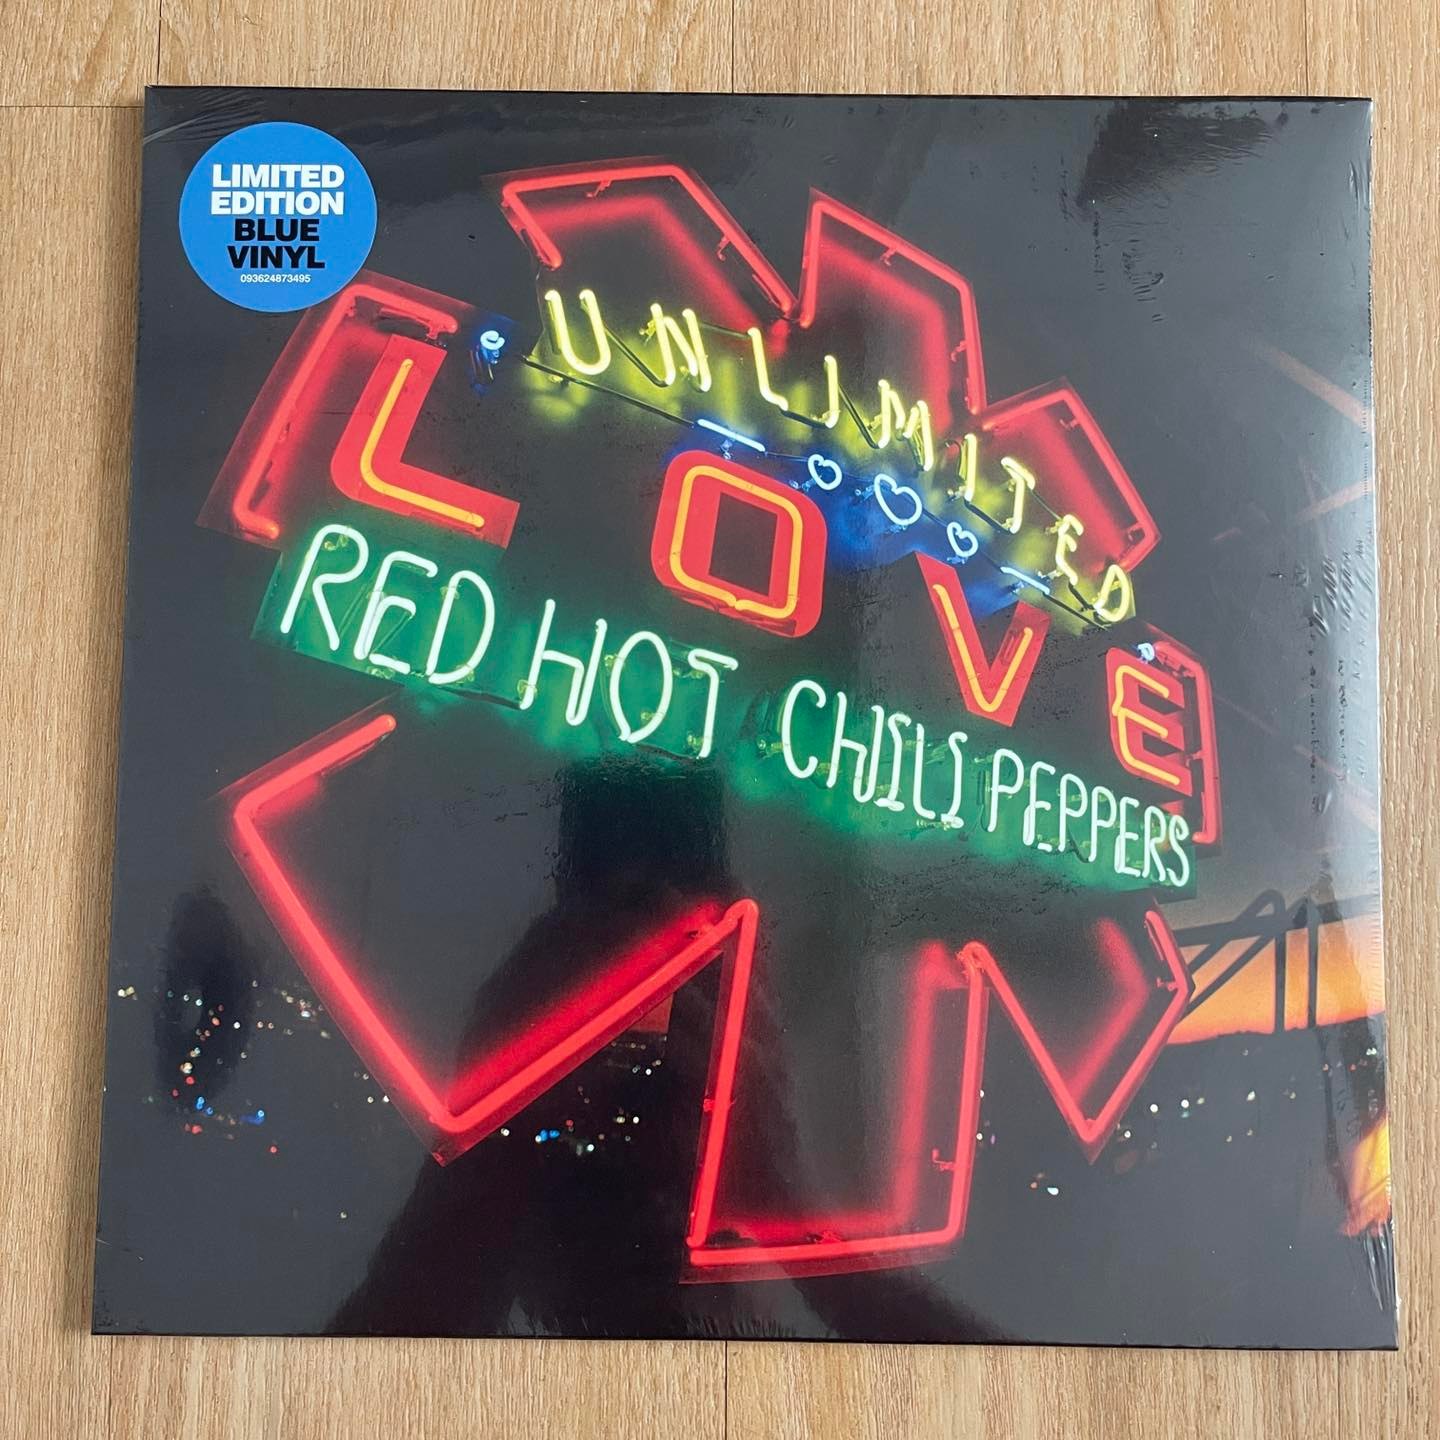 LIMITED
EDITION
BLUE
VINYL
093624873495
UNLIMITED
LOVE
RED HOT CHILI PEPPERS